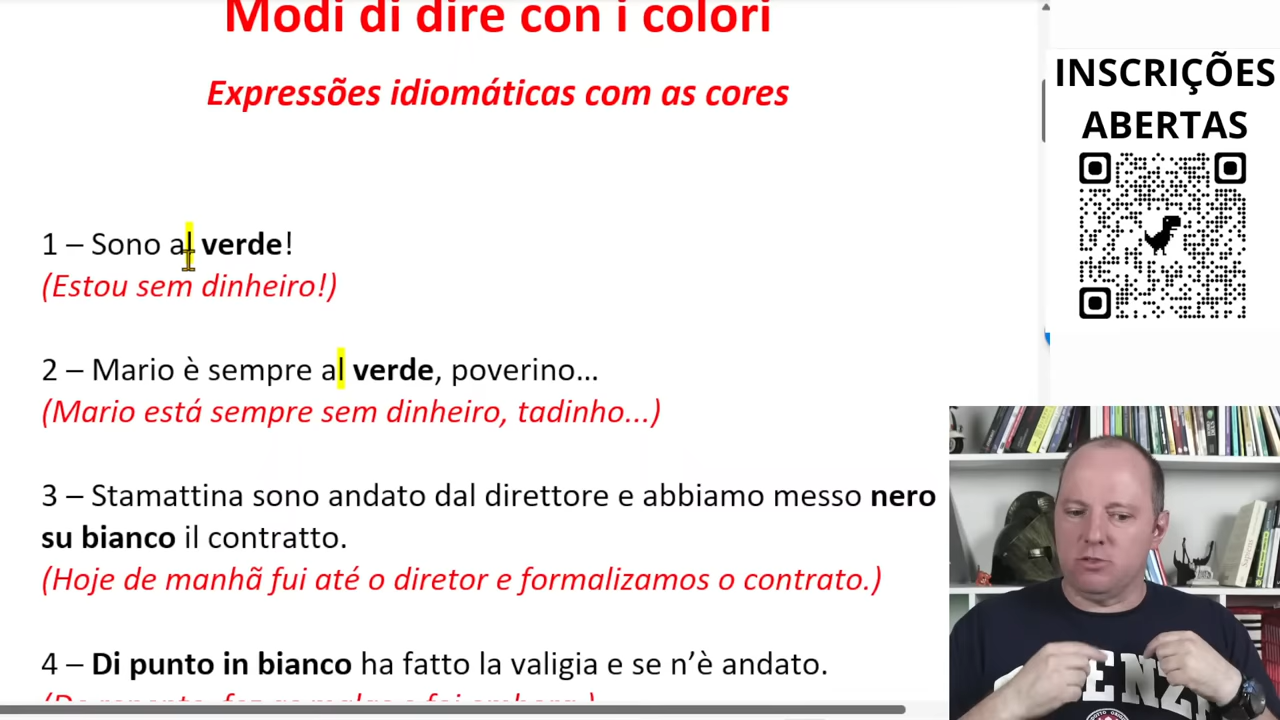 Modi di dire con i colori
Expressões idiomáticas com as cores
INSCRIÇÕES
ABERTAS
1 – Sono al verde!
(Estou sem dinheiro!)
2 – Mario è sempre al verde, poverino...
(Mario está sempre sem dinheiro, tadinho...)
3 – Stamattina sono andato dal direttore e abbiamo messo nero
su bianco il contratto.
(Hoje de manhã fui até o diretor e formalizamos o contrato.)
4 – Di punto in bianco ha fatto la valigia e se n'è andato.